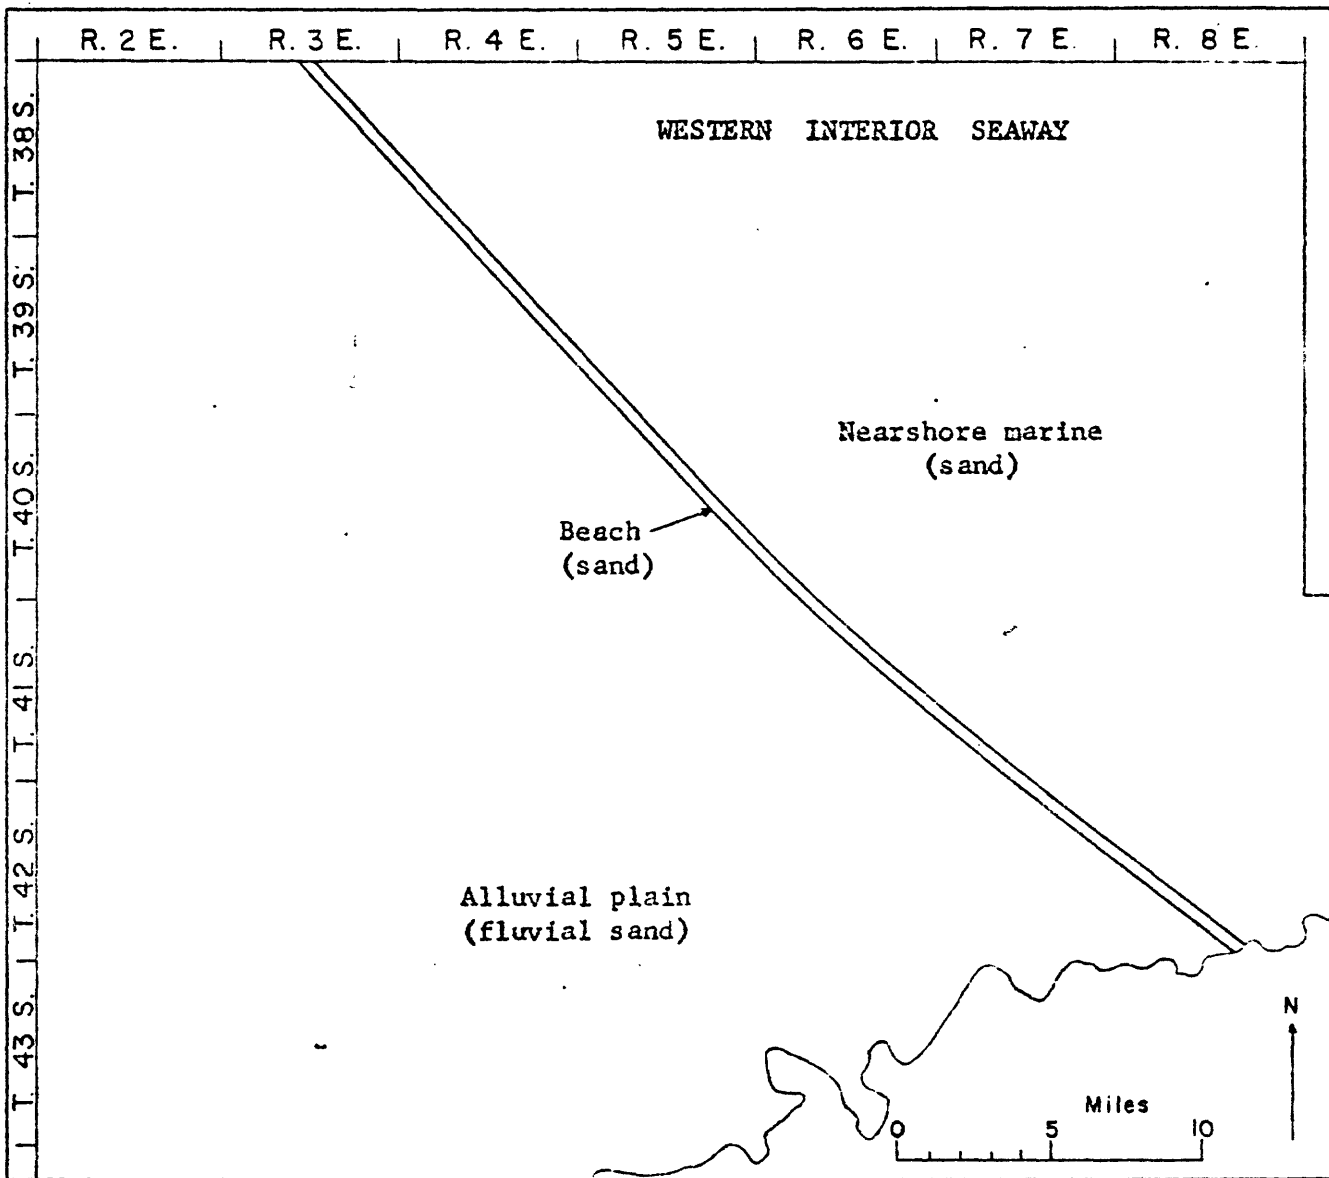 R. 2 E. R. 3 E. R. 4 E. R. 5 E. R. 6 E. R. 7 E. R. 8 E.
T. 38 S.
T. 39 S.
T. 40 S.
T. 41 S.
T. 42 S.
T. 43 S.
WESTERN INTERIOR SEAWAY
Nearshore marine
(sand)
Beach
(sand)
Alluvial plain
(fluvial sand)
N
Miles
0 5 10